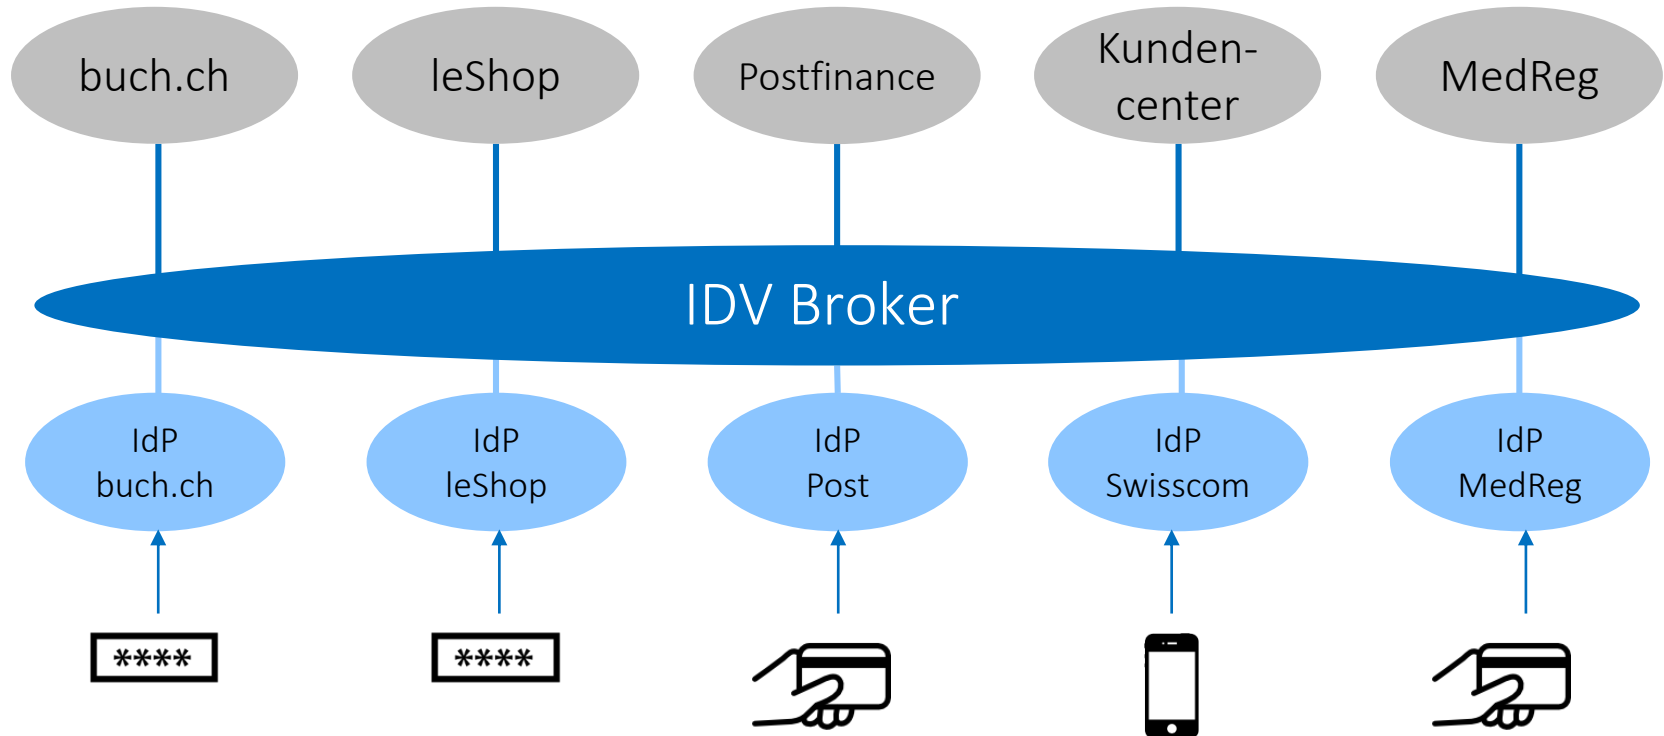 buch.ch
leShop
Postfinance
Kunden-
center
MedReg
IDV Broker
IdP
buch.ch
IdP
leShop
IdP
Post
IdP
Swisscom
IdP
MedReg
****
****